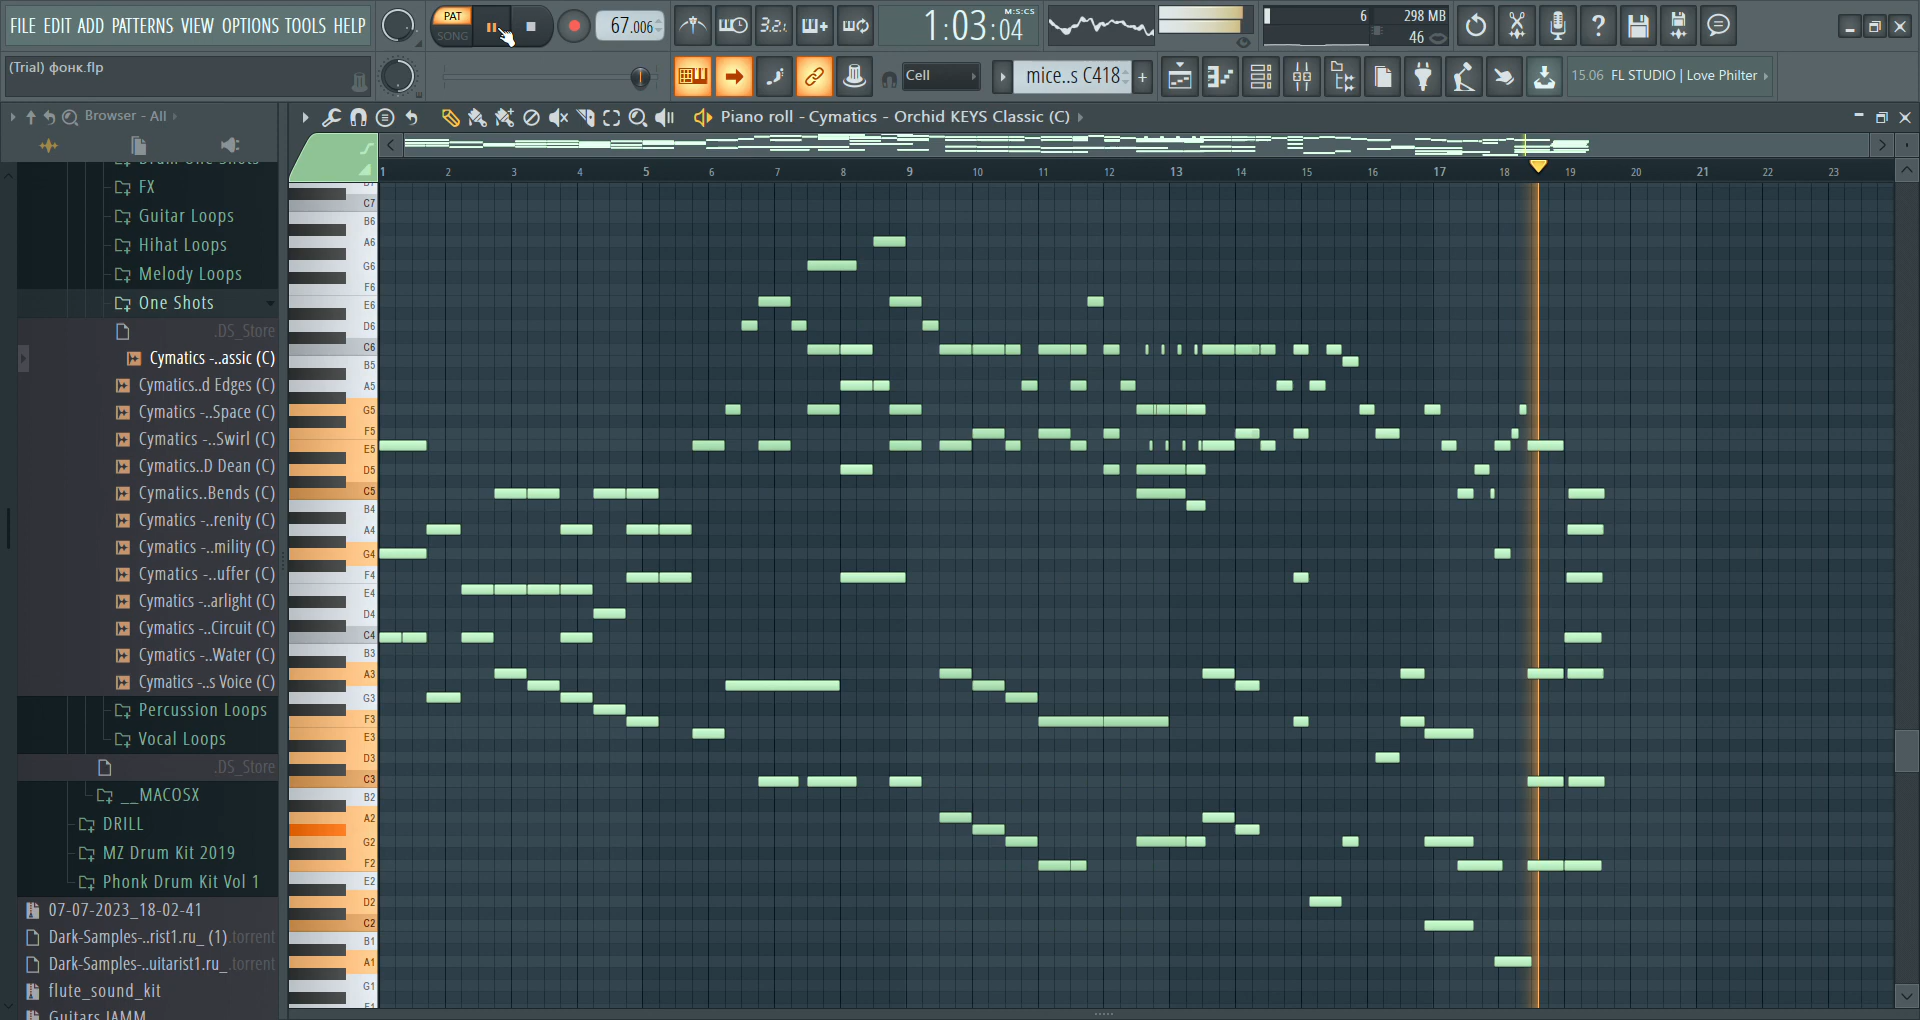 FILE EDIT ADD PATTERNS VIEW OPTIONS TOOLS HELP
PAT
SONG
67.006
3.2.
1:03:04
M:S:CS
6
298 MB
46
(Trial) фонк.flp
Cell
mice..s C418
15.06 FL STUDIO | Love Philter
Browser - All
Piano roll - Cymatics - Orchid KEYS Classic (C)
1 2 3 4 5 6 7 8 9 10 11 12 13 14 15 16 17 18 19 20 21 22 23
Drum One Shots
FX
Guitar Loops
Hihat Loops
Melody Loops
One Shots
.DS_Store
Cymatics -..assic (C)
Cymatics..d Edges (C)
Cymatics -..Space (C)
Cymatics -..Swirl (C)
Cymatics..D Dean (C)
Cymatics..Bends (C)
Cymatics -..renity (C)
Cymatics -..mility (C)
Cymatics -..uffer (C)
Cymatics -..arlight (C)
Cymatics -..Circuit (C)
Cymatics -..Water (C)
Cymatics -..s Voice (C)
Percussion Loops
Vocal Loops
.DS_Store
__MACOSX
DRILL
MZ Drum Kit 2019
Phonk Drum Kit Vol 1
07-07-2023_18-02-41
Dark-Samples-..rist1.ru_ (1).torrent
Dark-Samples-..uitarist1.ru_.torrent
flute_sound_kit
Guitars JAMM
C7
B6
A6
G6
F6
E6
D6
C6
B5
A5
G5
F5
E5
D5
C5
B4
A4
G4
F4
E4
D4
C4
B3
A3
G3
F3
E3
D3
C3
B2
A2
G2
F2
E2
D2
C2
B1
A1
G1
F1